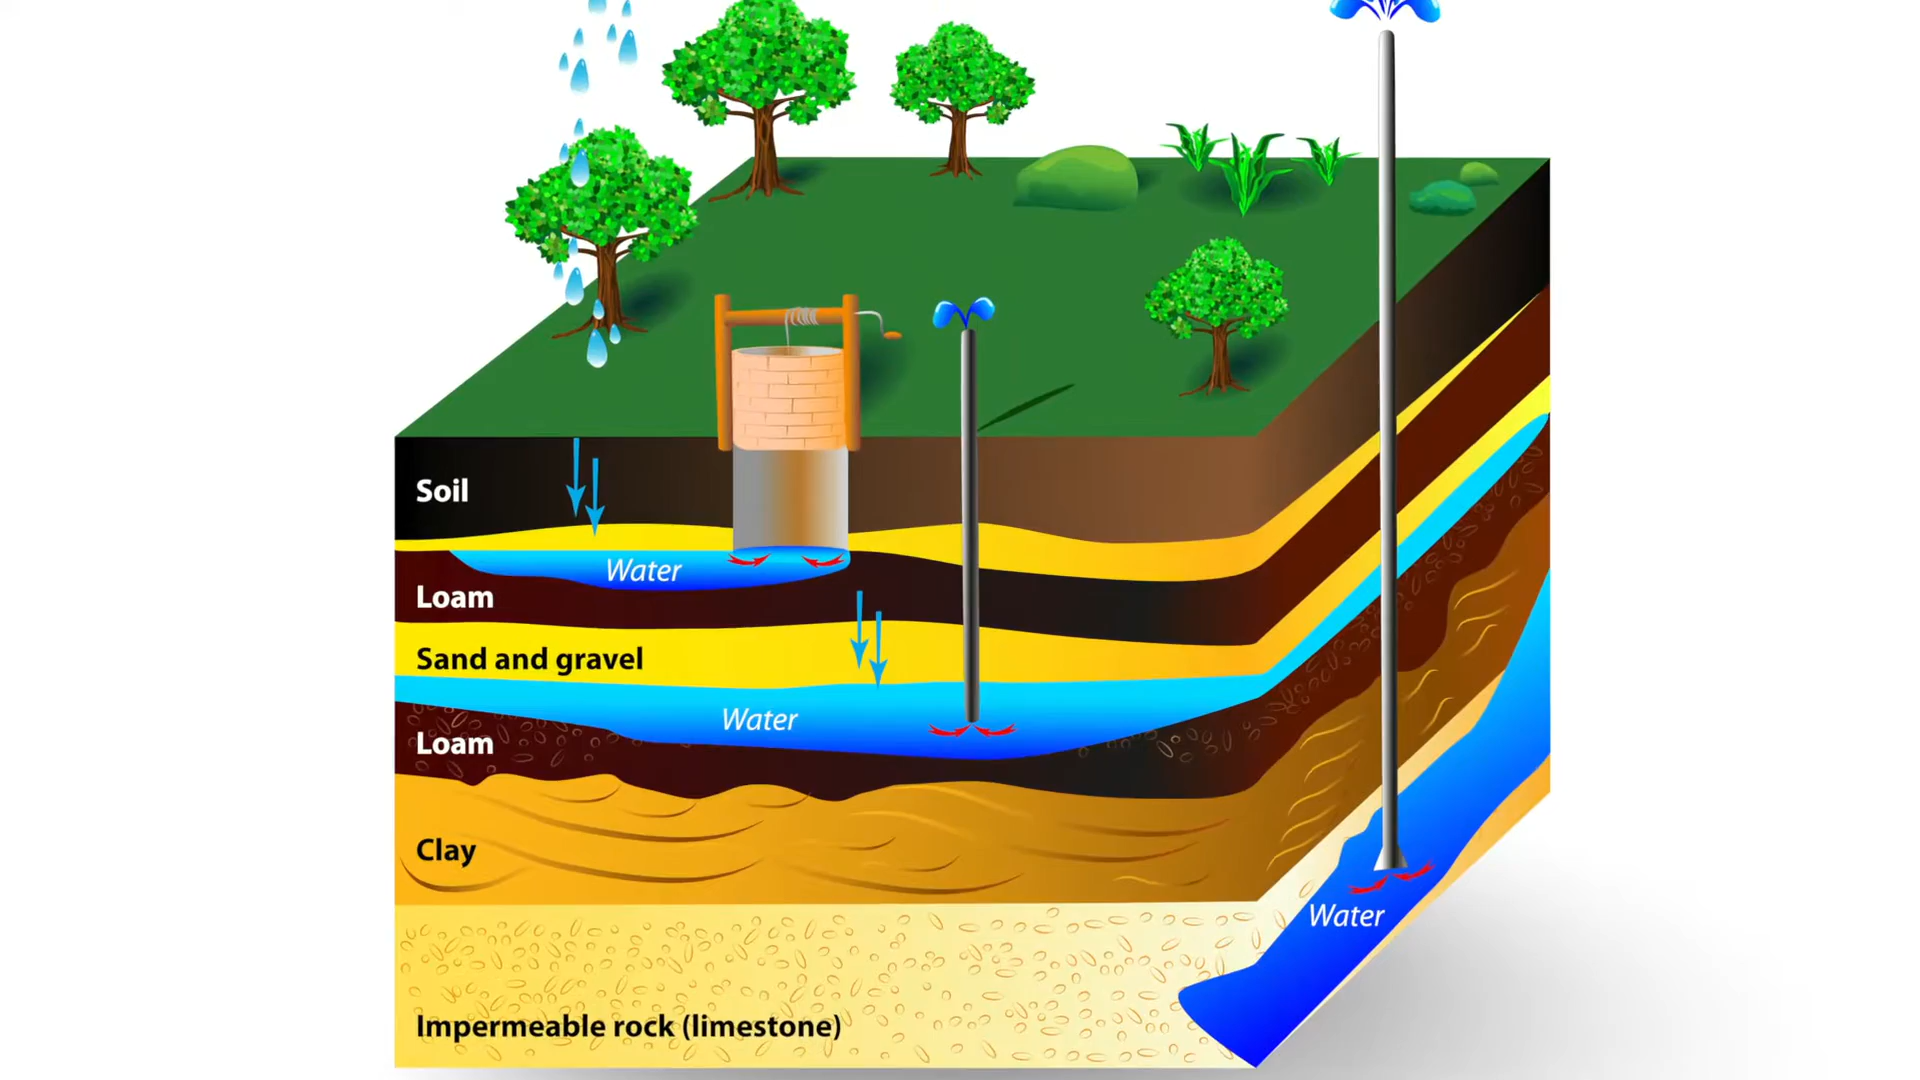 Soil
Water
Loam
Sand and gravel
Water
Loam
Clay
Water
Impermeable rock (limestone)